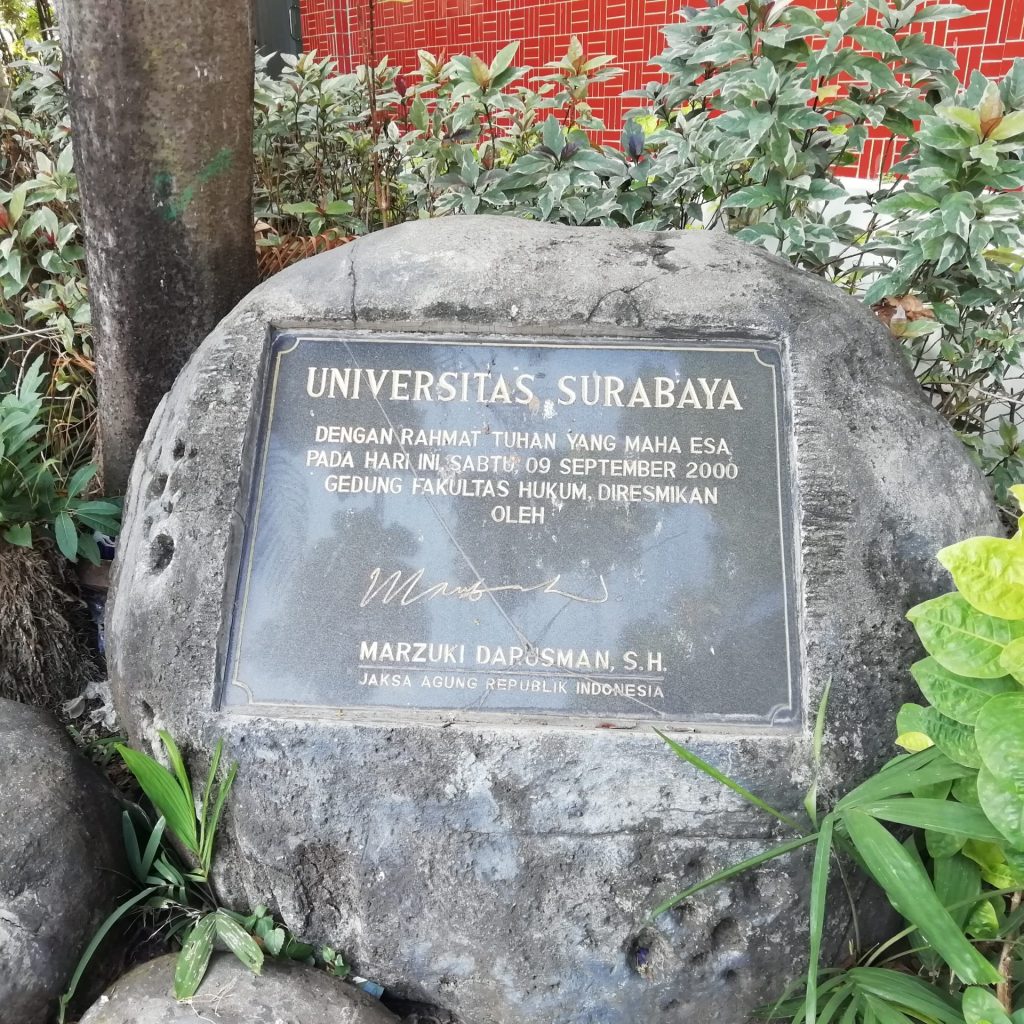 UNIVERSITAS SURABAYA
DENGAN RAHMAT TUHAN YANG MAHA ESA
PADA HARI INI, SABTU, 09 SEPTEMBER 2000
GEDUNG FAKULTAS HUKUM, DIRESMIKAN
OLEH
MARZUKI DARUSMAN, S.H.
JAKSA AGUNG REPUBLIK INDONESIA